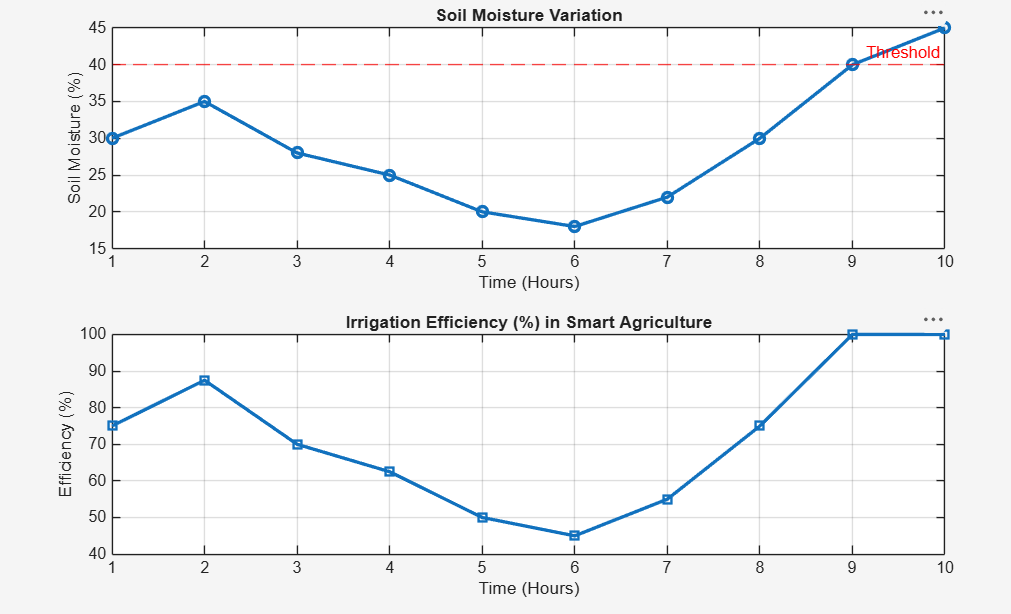 Soil Moisture Variation
45
40
35
30
25
20
15
Soil Moisture (%)
Threshold
1 2 3 4 5 6 7 8 9 10
Time (Hours)
Irrigation Efficiency (%) in Smart Agriculture
100
90
80
70
60
50
40
Efficiency (%)
1 2 3 4 5 6 7 8 9 10
Time (Hours)